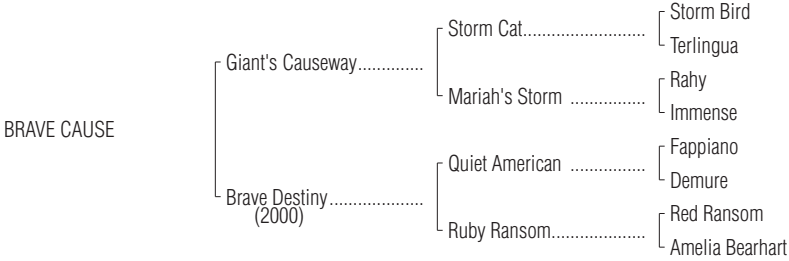 Storm Bird
Storm Cat..........................
Terlingua
Giant's Causeway..............
Rahy
Mariah's Storm ................
Immense
BRAVE CAUSE
Fappiano
Quiet American ................
Demure
Brave Destiny....................
(2000)
Red Ransom
Ruby Ransom....................
Amelia Bearhart